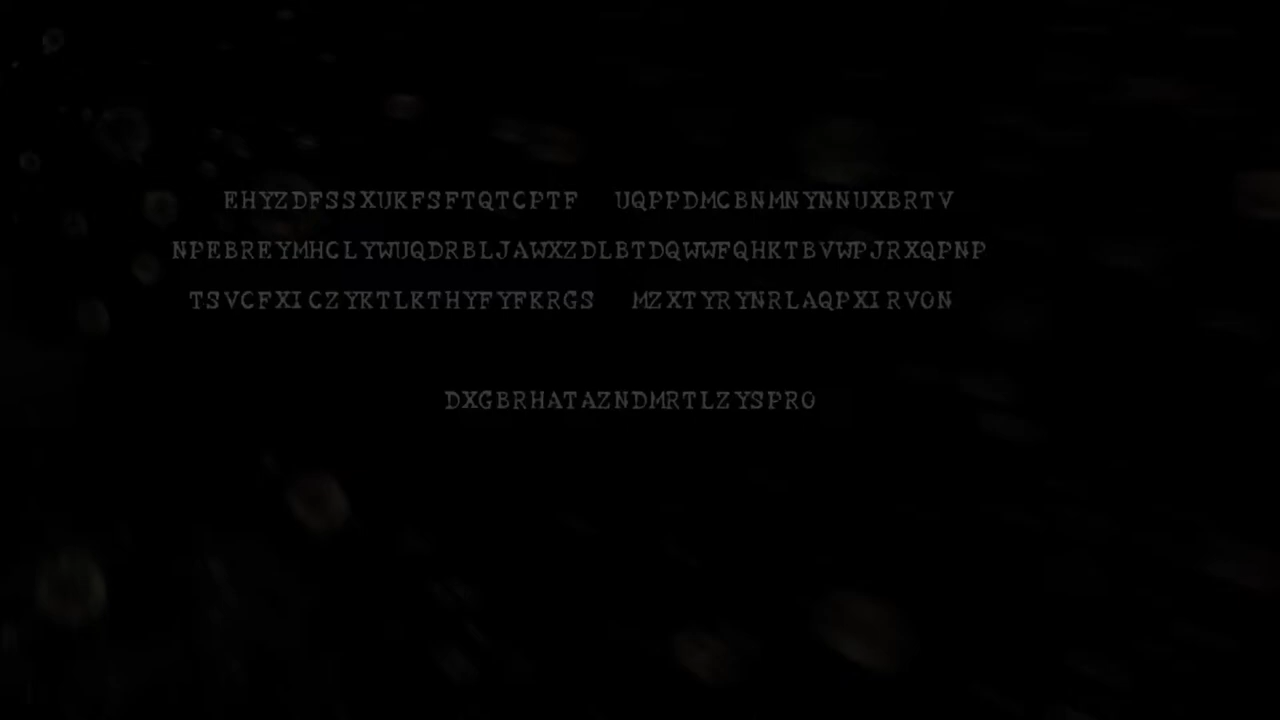 EHYZDFSSXUKFSFTQTCPTF UQPPDMCBNMNYNNUXBRTV
NPEBREYMHCLYWUQDRBLJAWXZDLBTDQWWFQHKTBVWPJRXQPNP
TSVCFXICZYKTLKTHYFYFKRGS MZXTYRYNRLAQPXIRVON
DXGBRHATAZNDMRTLZYSPRO